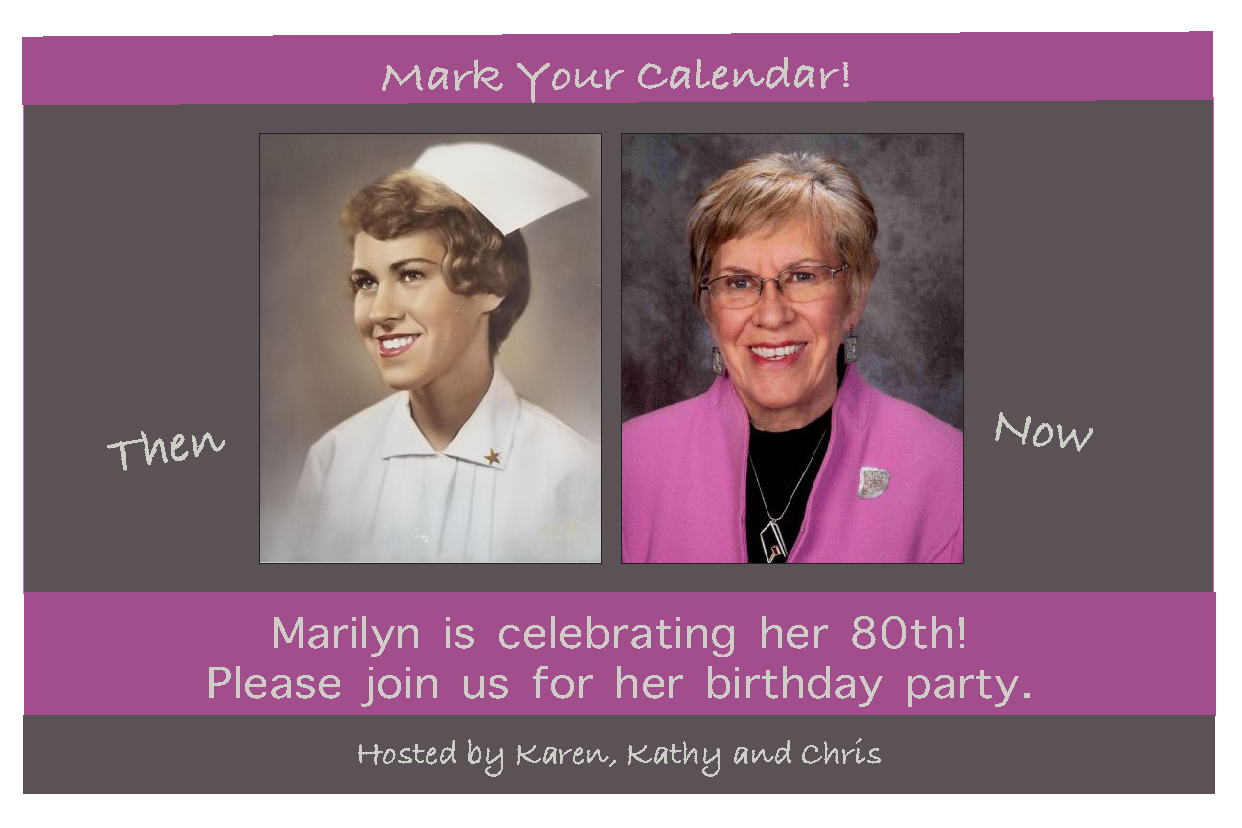 Mark Your Calendar!
Then
Now
Marilyn is celebrating her 80th!
Please join us for her birthday party.
Hosted by Karen, Kathy and Chris